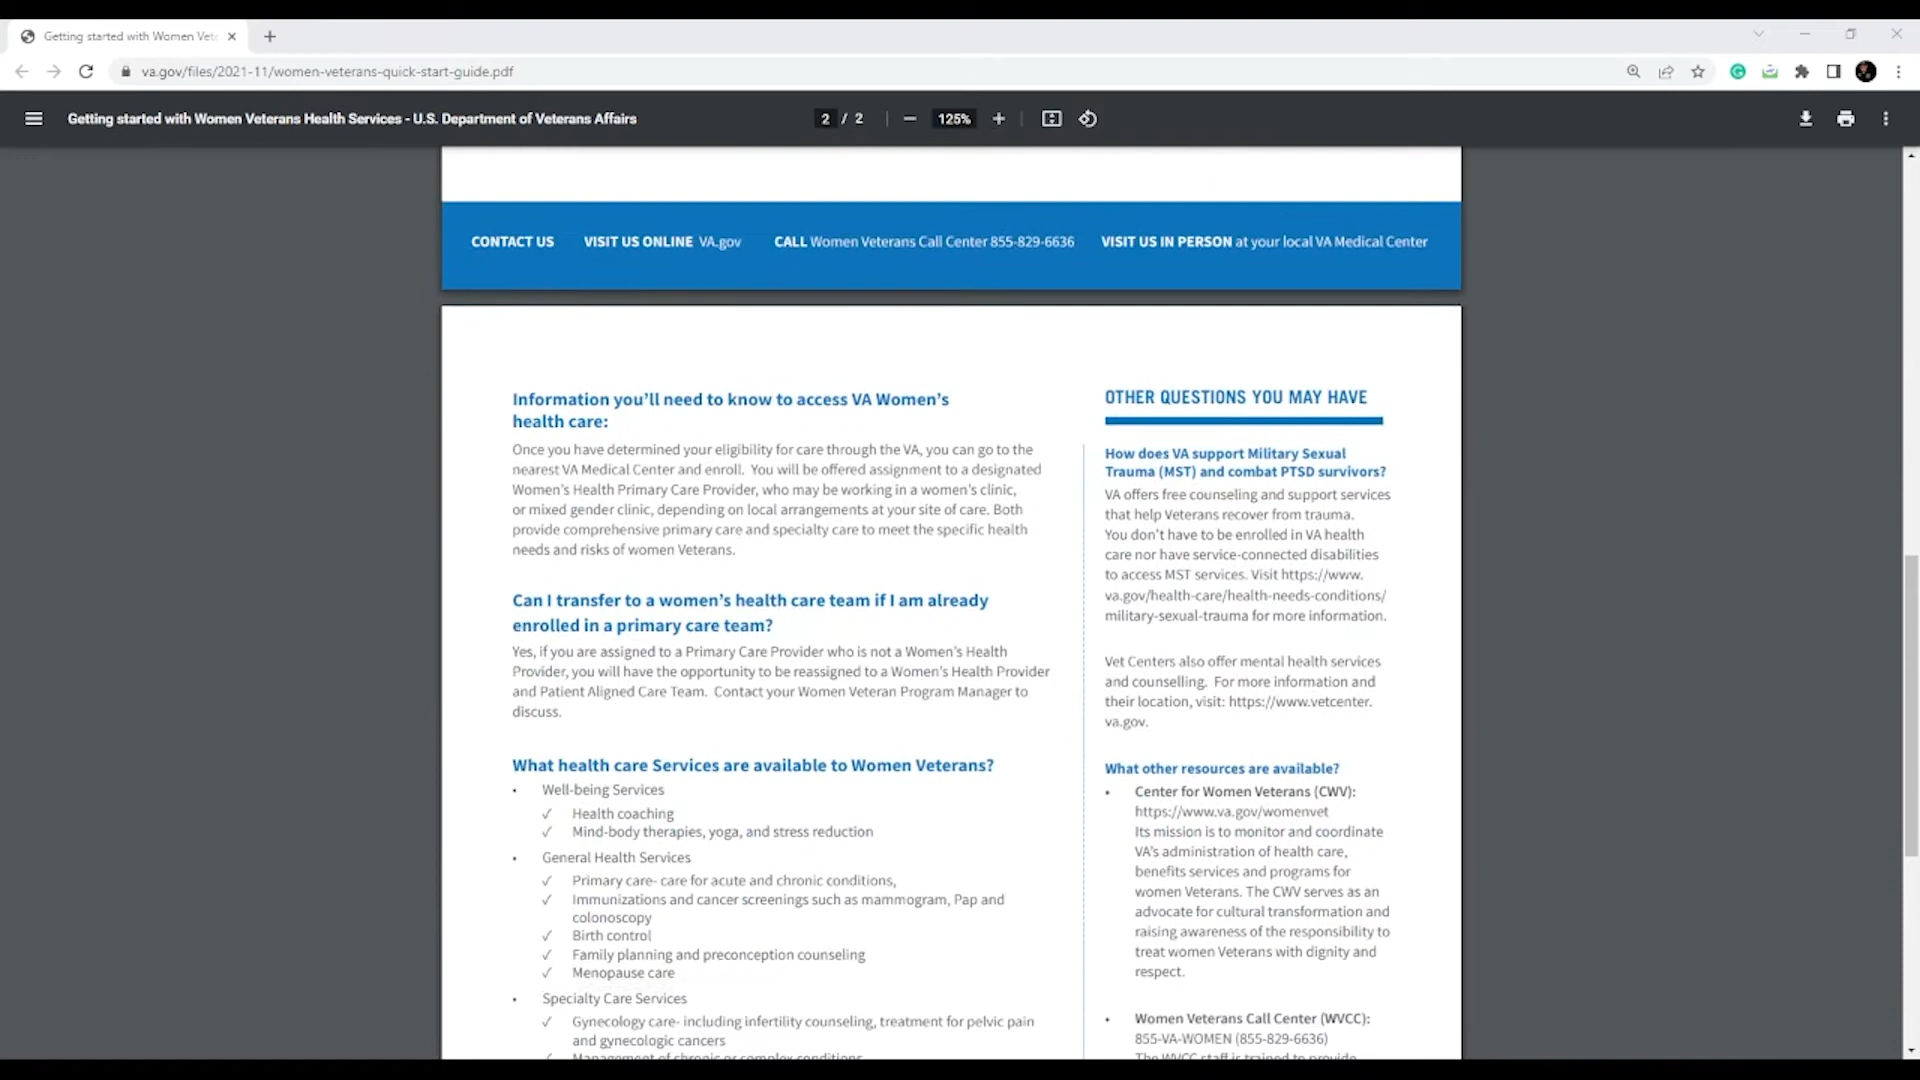 Getting started with Women Vet
va.gov/files/2021-11/women-veterans-quick-start-guide.pdf
Getting started with Women Veterans Health Services - U.S. Department of Veterans Affairs
2 / 2
125%
CONTACT US VISIT US ONLINE VA.gov CALL Women Veterans Call Center 855-829-6636 VISIT US IN PERSON at your local VA Medical Center
Information you'll need to know to access VA Women's
health care:
Once you have determined your eligibility for care through the VA, you can go to the
nearest VA Medical Center and enroll. You will be offered assignment to a designated
Women's Health Primary Care Provider, who may be working in a women's clinic,
or mixed gender clinic, depending on local arrangements at your site of care. Both
provide comprehensive primary care and specialty care to meet the specific health
needs and risks of women Veterans.
Can I transfer to a women's health care team if I am already
enrolled in a primary care team?
Yes, if you are assigned to a Primary Care Provider who is not a Women's Health
Provider, you will have the opportunity to be reassigned to a Women's Health Provider
and Patient Aligned Care Team. Contact your Women Veteran Program Manager to
discuss.
What health care Services are available to Women Veterans?
• Well-being Services
✓ Health coaching
✓ Mind-body therapies, yoga, and stress reduction
• General Health Services
✓ Primary care- care for acute and chronic conditions,
✓ Immunizations and cancer screenings such as mammogram, Pap and
colonoscopy
✓ Birth control
✓ Family planning and preconception counseling
✓ Menopause care
• Specialty Care Services
✓ Gynecology care- including infertility counseling, treatment for pelvic pain
and gynecologic cancers
✓ Management of chronic or complex conditions
OTHER QUESTIONS YOU MAY HAVE
How does VA support Military Sexual
Trauma (MST) and combat PTSD survivors?
VA offers free counseling and support services
that help Veterans recover from trauma.
You don't have to be enrolled in VA health
care nor have service-connected disabilities
to access MST services. Visit https://www.
va.gov/health-care/health-needs-conditions/
military-sexual-trauma for more information.
Vet Centers also offer mental health services
and counselling. For more information and
their location, visit: https://www.vetcenter.
va.gov.
What other resources are available?
• Center for Women Veterans (CWV):
https://www.va.gov/womenvet
Its mission is to monitor and coordinate
VA's administration of health care,
benefits services and programs for
women Veterans. The CWV serves as an
advocate for cultural transformation and
raising awareness of the responsibility to
treat women Veterans with dignity and
respect.
• Women Veterans Call Center (WVCC):
855-VA-WOMEN (855-829-6636)
The WVCC staff is trained to provide